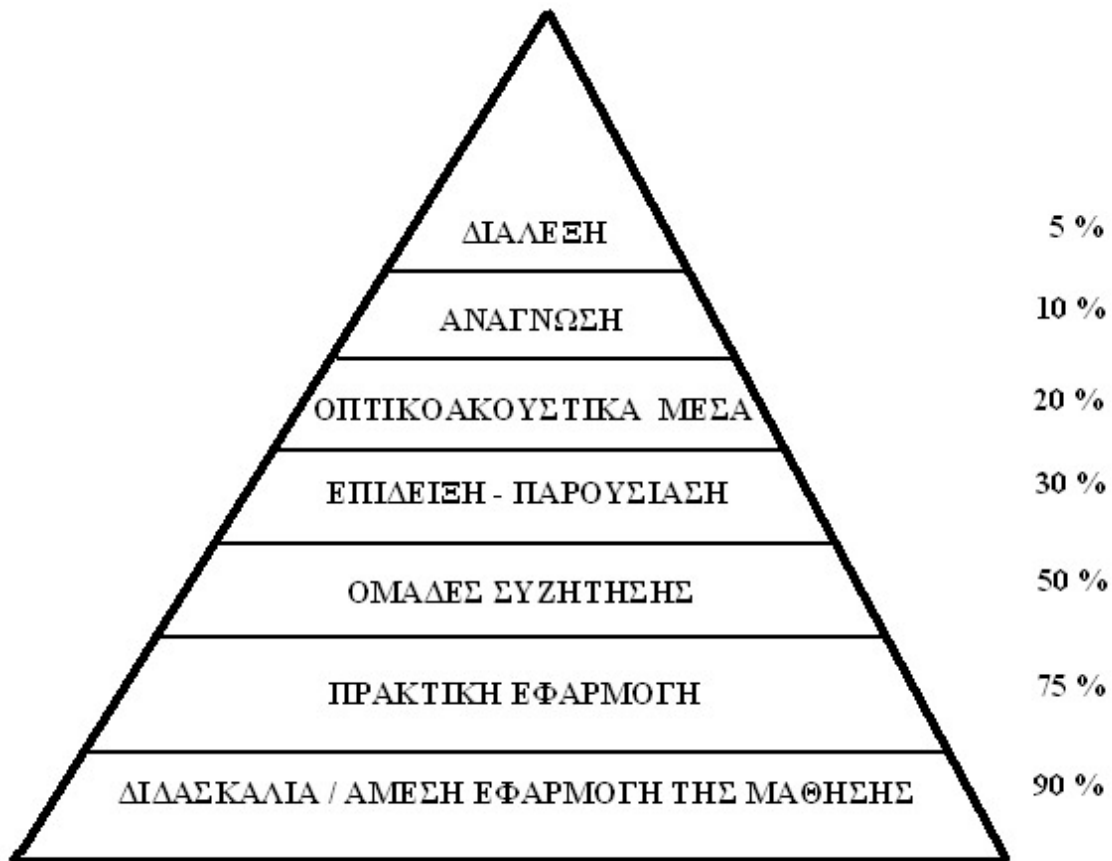 ΔΙΑΛΕΞΗ 5 %
ΑΝΑΓΝΩΣΗ 10 %
ΟΠΤΙΚΟΑΚΟΥΣΤΙΚΑ ΜΕΣΑ 20 %
ΕΠΙΔΕΙΞΗ - ΠΑΡΟΥΣΙΑΣΗ 30 %
ΟΜΑΔΕΣ ΣΥΖΗΤΗΣΗΣ 50 %
ΠΡΑΚΤΙΚΗ ΕΦΑΡΜΟΓΗ 75 %
ΔΙΔΑΣΚΑΛΙΑ / ΑΜΕΣΗ ΕΦΑΡΜΟΓΗ ΤΗΣ ΜΑΘΗΣΗΣ 90 %